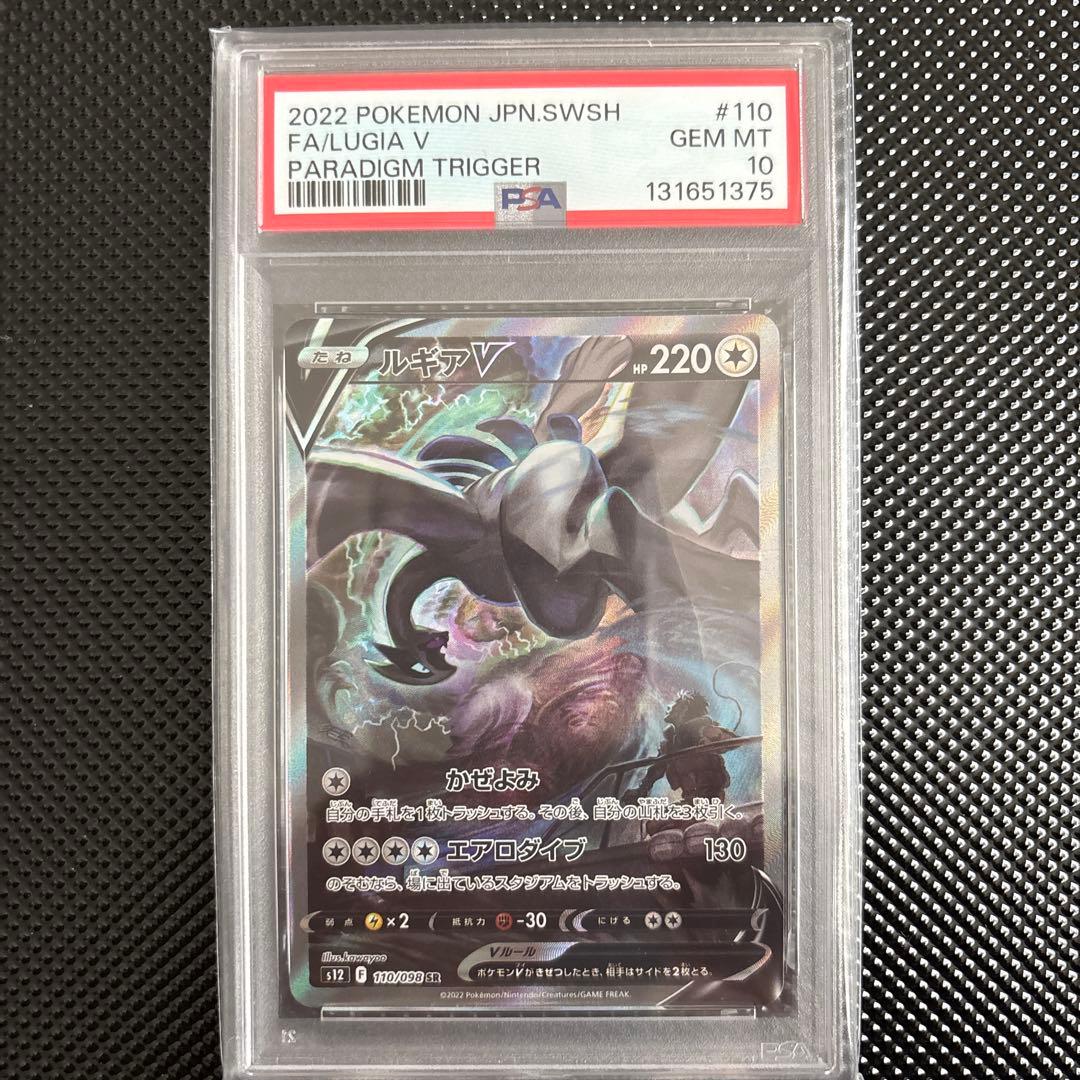 2022 POKEMON JPN.SWSH #110
FA/LUGIA V GEM MT
PARADIGM TRIGGER 10
PSA 131651375
たね ルギアV HP 220
かぜよみ
自分の手札を1枚トラッシュする。その後、自分の山札を3枚引く。
エアロダイブ 130
のぞむなら、場に出ているスタジアムをトラッシュする。
弱点 ×2 抵抗力 -30 にげる
Vルール
Illus.kawayoo
ポケモンVがきぜつしたとき、相手はサイドを2枚とる。
s12 F 110/098 SR
©2022 Pokémon/Nintendo/Creatures/GAME FREAK.
PSA